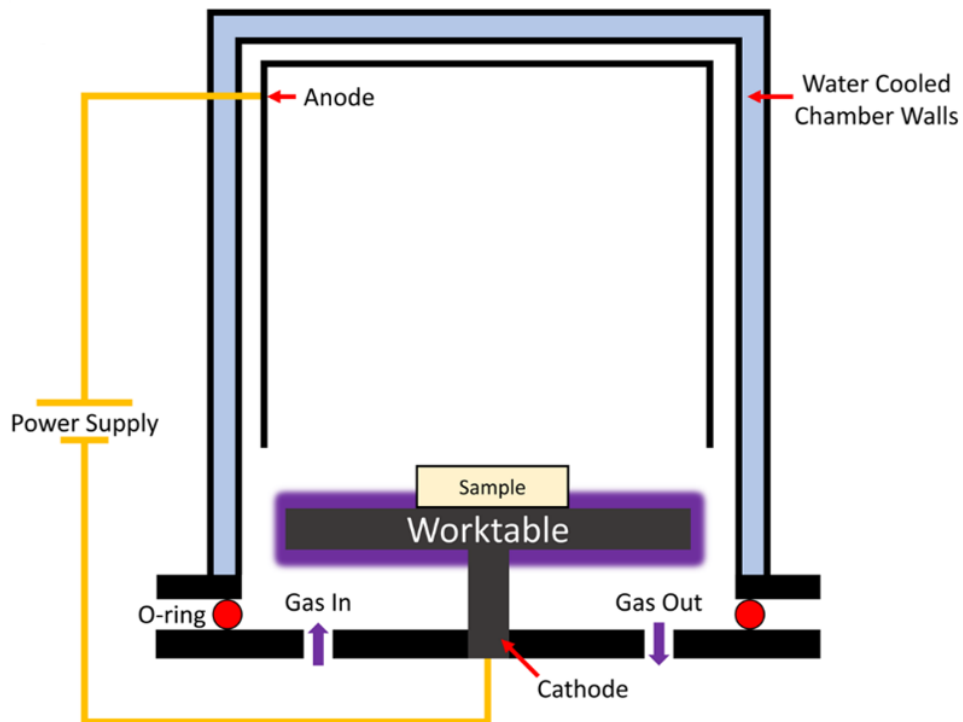 Anode
Water Cooled
Chamber Walls
Power Supply
Sample
Worktable
Gas In
Gas Out
O-ring
Cathode